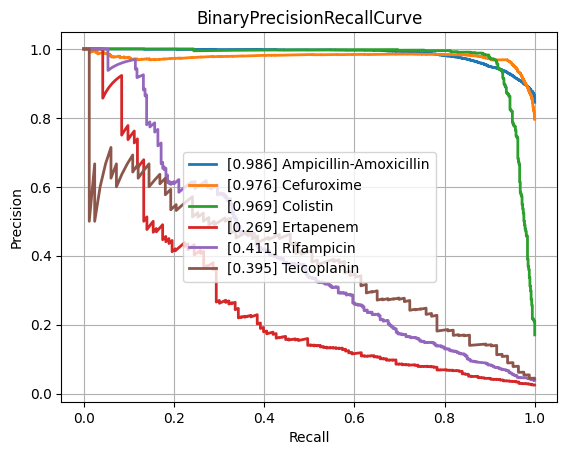 BinaryPrecisionRecallCurve
1.0
0.8
0.6
0.4
0.2
0.0
Precision
[0.986] Ampicillin-Amoxicillin
[0.976] Cefuroxime
[0.969] Colistin
[0.269] Ertapenem
[0.411] Rifampicin
[0.395] Teicoplanin
0.0 0.2 0.4 0.6 0.8 1.0
Recall